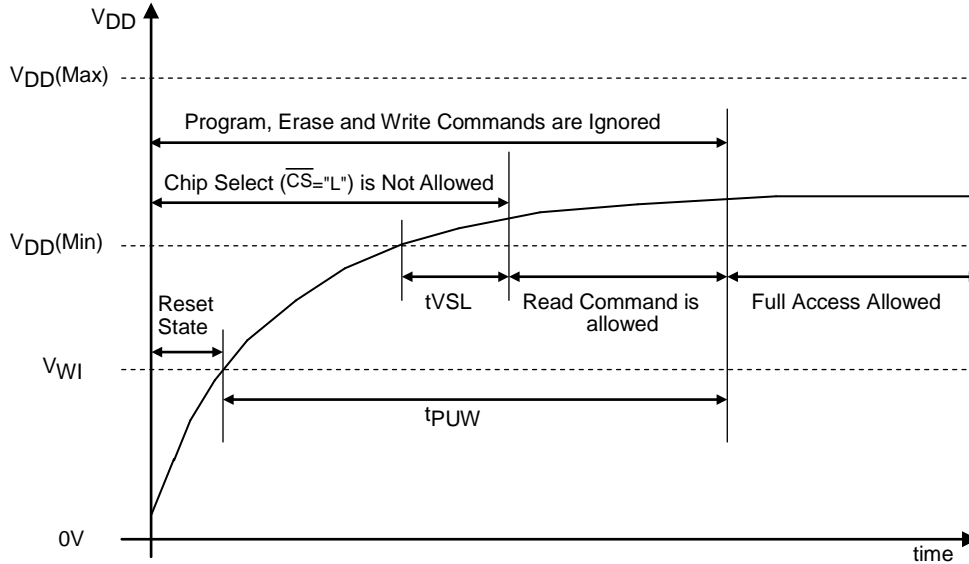 VDD
VDD(Max)
Program, Erase and Write Commands are Ignored
Chip Select (C̅S̅="L") is Not Allowed
VDD(Min)
tVSL
Read Command is
allowed
Full Access Allowed
Reset
State
VWI
tPUW
0V
time